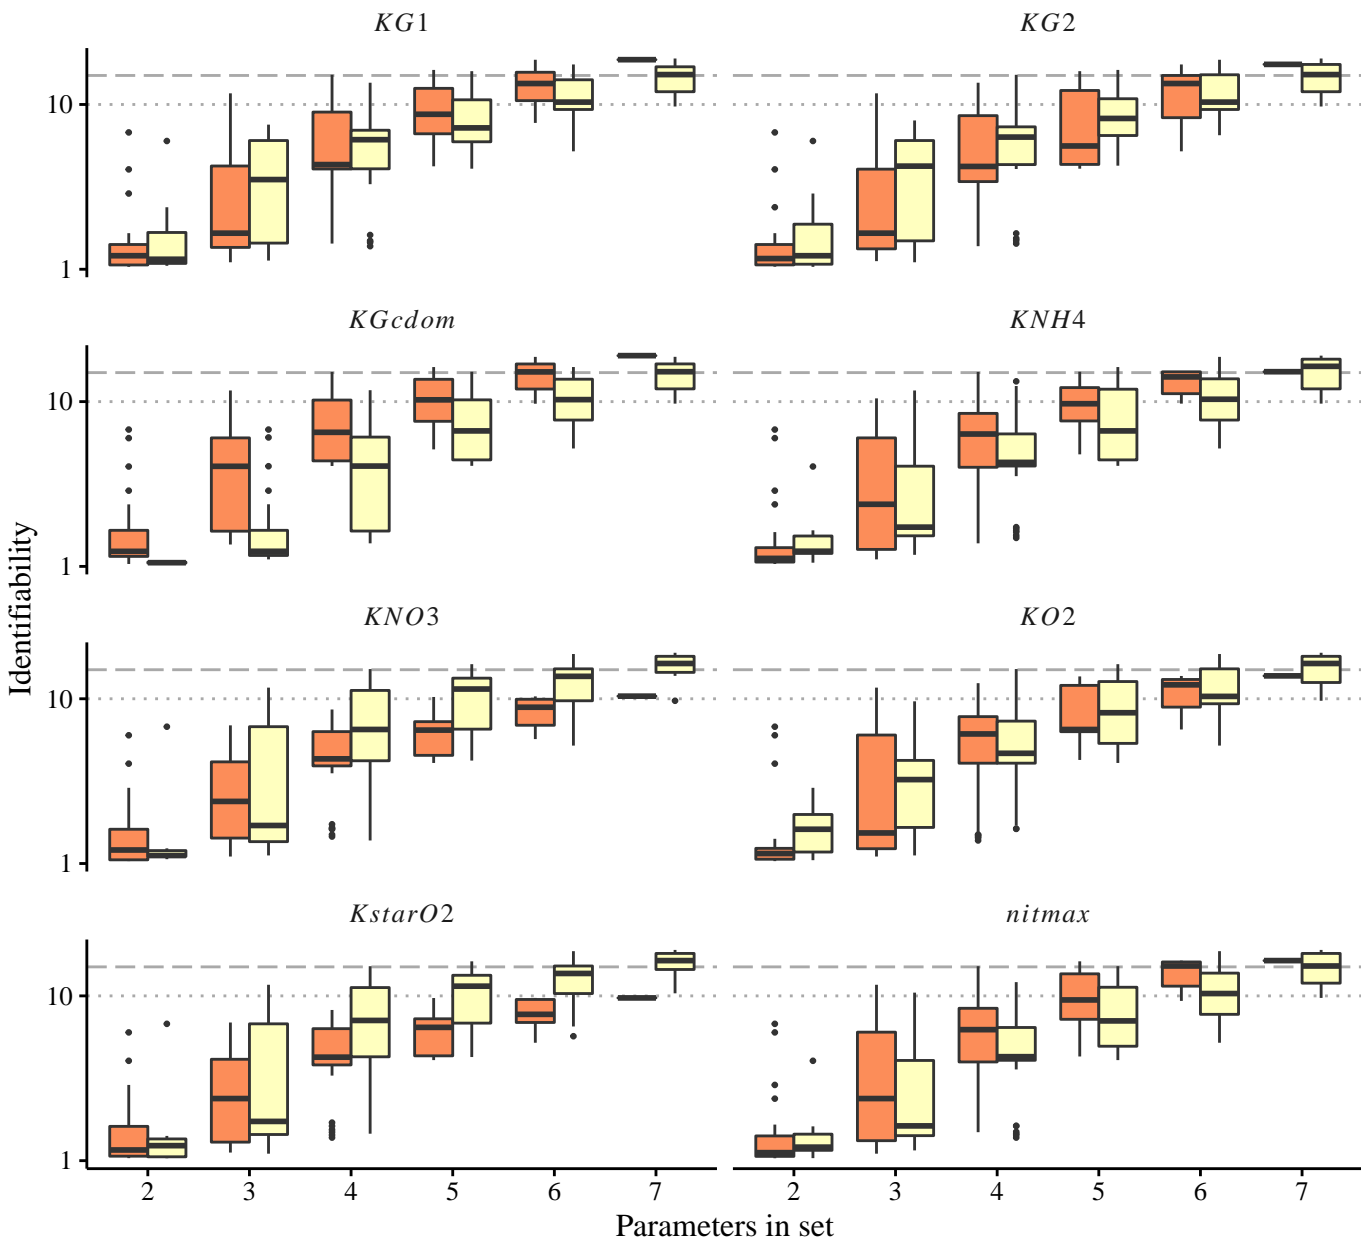 KG1 KG2
10
1
KGcdom KNH4
10
1
KNO3 KO2
10
1
KstarO2 nitmax
10
1
2 3 4 5 6 7 2 3 4 5 6 7
Parameters in set
Identifiability